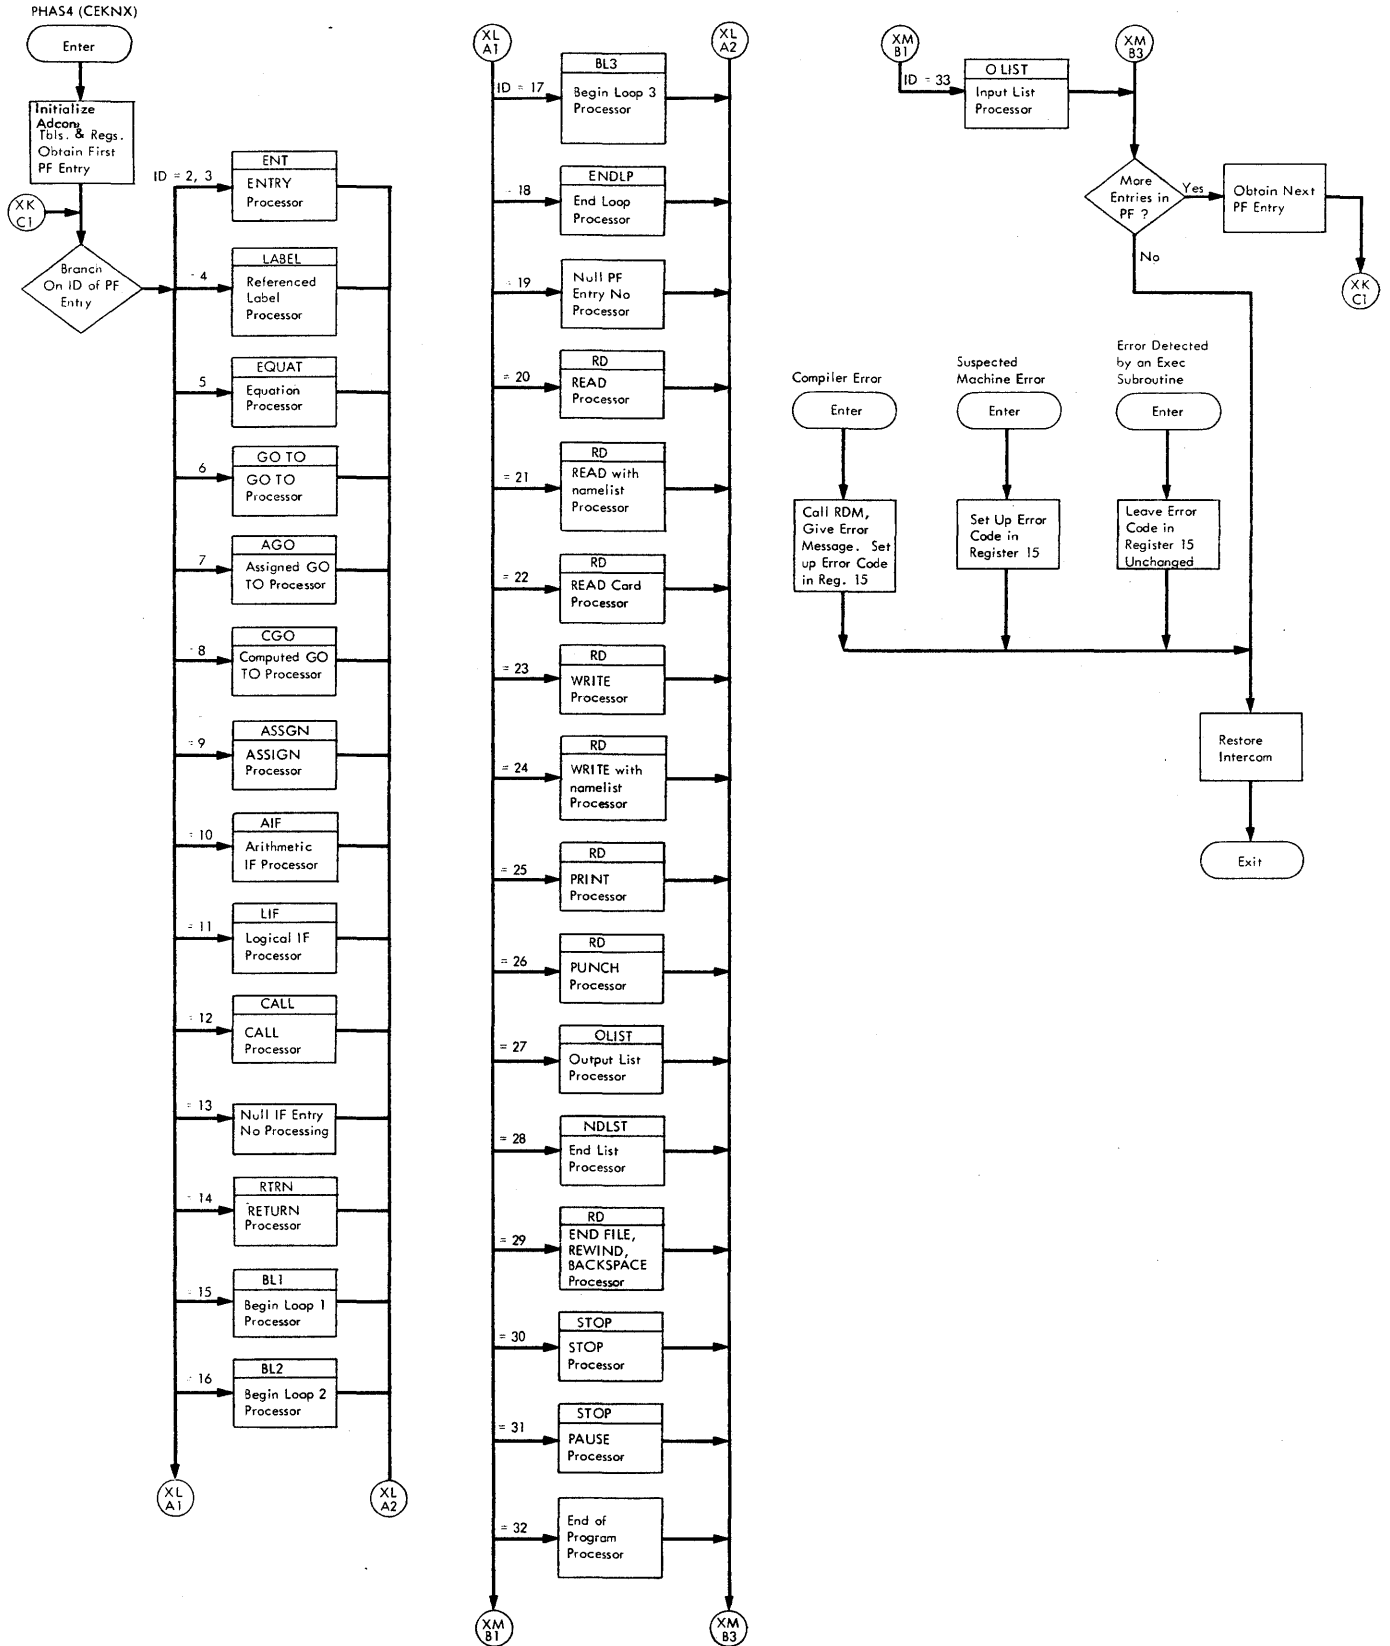 PHAS4 (CEKNX)
Enter
Initialize
Adcon,
Tbls. & Regs.
Obtain First
PF Entry
XK
C1
Branch
On ID of PF
Entry
ID = 2, 3
ENT
ENTRY
Processor
4
LABEL
Referenced
Label
Processor
5
EQUAT
Equation
Processor
6
GO TO
GO TO
Processor
7
AGO
Assigned GO
TO Processor
8
CGO
Computed GO
TO Processor
9
ASSGN
ASSIGN
Processor
10
AIF
Arithmetic
IF Processor
= 11
LIF
Logical IF
Processor
= 12
CALL
CALL
Processor
13
Null IF Entry
No Processing
= 14
RTRN
RETURN
Processor
= 15
BL1
Begin Loop 1
Processor
16
BL2
Begin Loop 2
Processor
XL
A1
XL
A2
XL
A1
XL
A2
ID = 17
BL3
Begin Loop 3
Processor
18
ENDLP
End Loop
Processor
= 19
Null PF
Entry No
Processor
= 20
RD
READ
Processor
= 21
RD
READ with
namelist
Processor
= 22
RD
READ Card
Processor
= 23
RD
WRITE
Processor
= 24
RD
WRITE with
namelist
Processor
= 25
RD
PRINT
Processor
= 26
RD
PUNCH
Processor
= 27
OLIST
Output List
Processor
= 28
NDLST
End List
Processor
= 29
RD
END FILE,
REWIND,
BACKSPACE
Processor
= 30
STOP
STOP
Processor
= 31
STOP
PAUSE
Processor
= 32
End of
Program
Processor
XM
B1
XM
B3
XM
B1
XM
B3
ID = 33
OLIST
Input List
Processor
More
Entries in
PF ?
Yes
Obtain Next
PF Entry
No
XK
C1
Compiler Error
Enter
Call RDM,
Give Error
Message. Set
up Error Code
in Reg. 15
Suspected
Machine Error
Enter
Set Up Error
Code in
Register 15
Error Detected
by an Exec
Subroutine
Enter
Leave Error
Code in
Register 15
Unchanged
Restore
Intercom
Exit